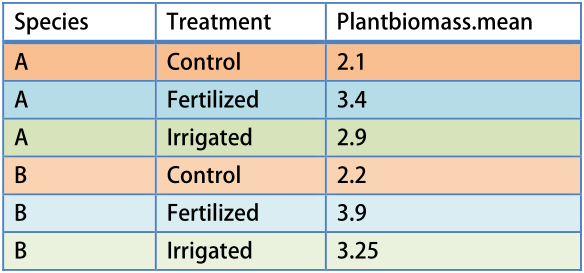 Species Treatment Plantbiomass.mean
A Control 2.1
A Fertilized 3.4
A Irrigated 2.9
B Control 2.2
B Fertilized 3.9
B Irrigated 3.25